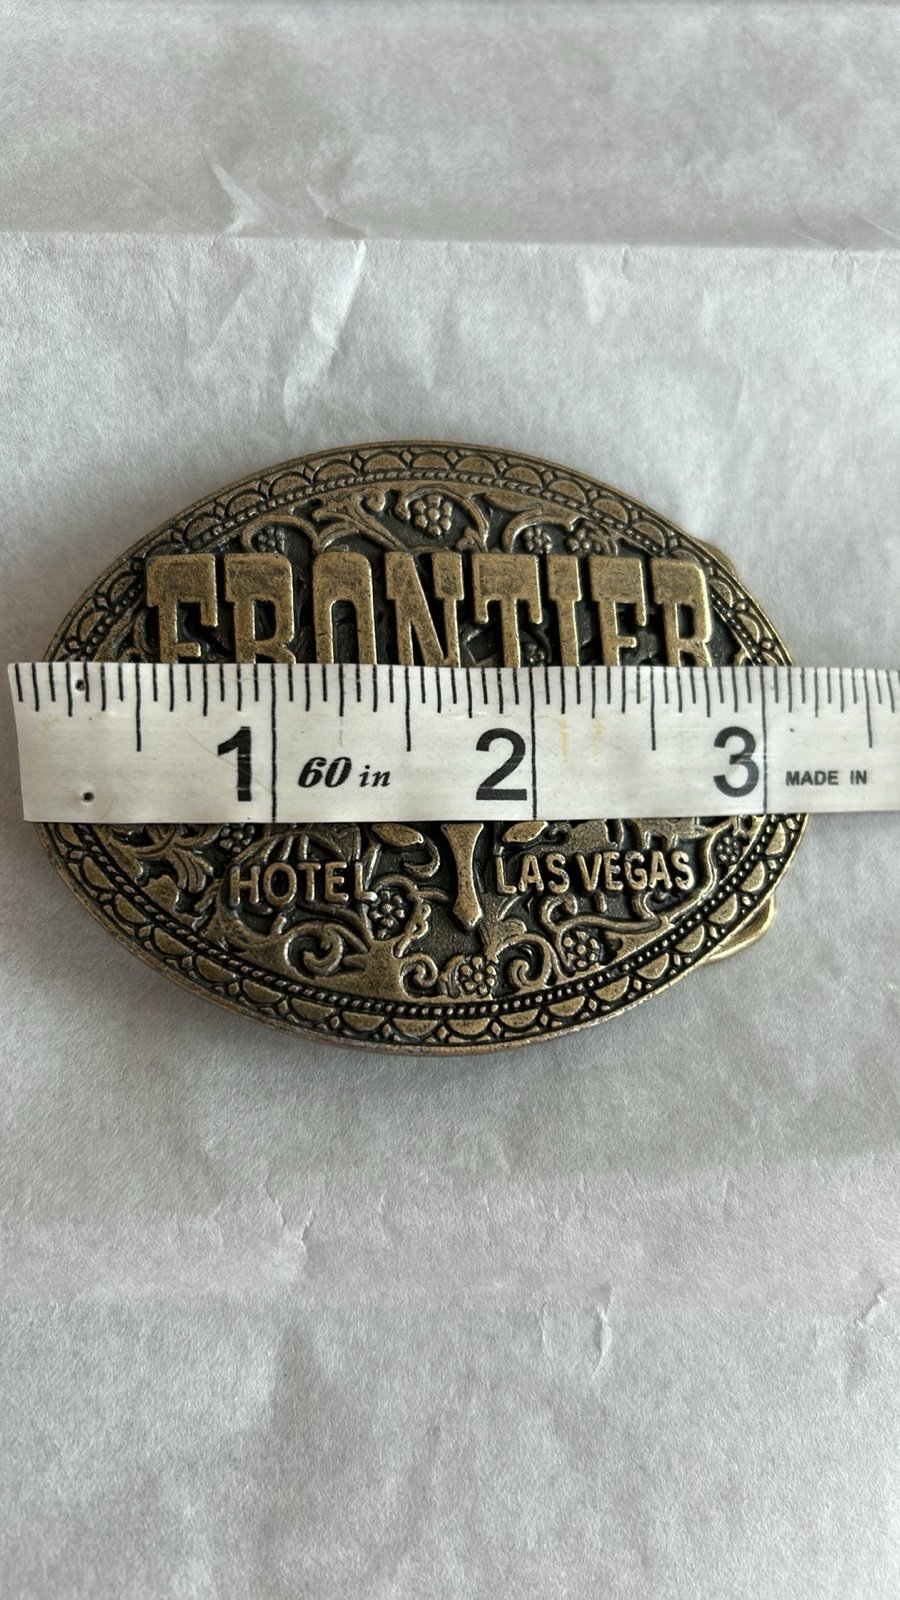 FRONTIER
1 60 in 2 3 MADE IN
HOTEL LAS VEGAS